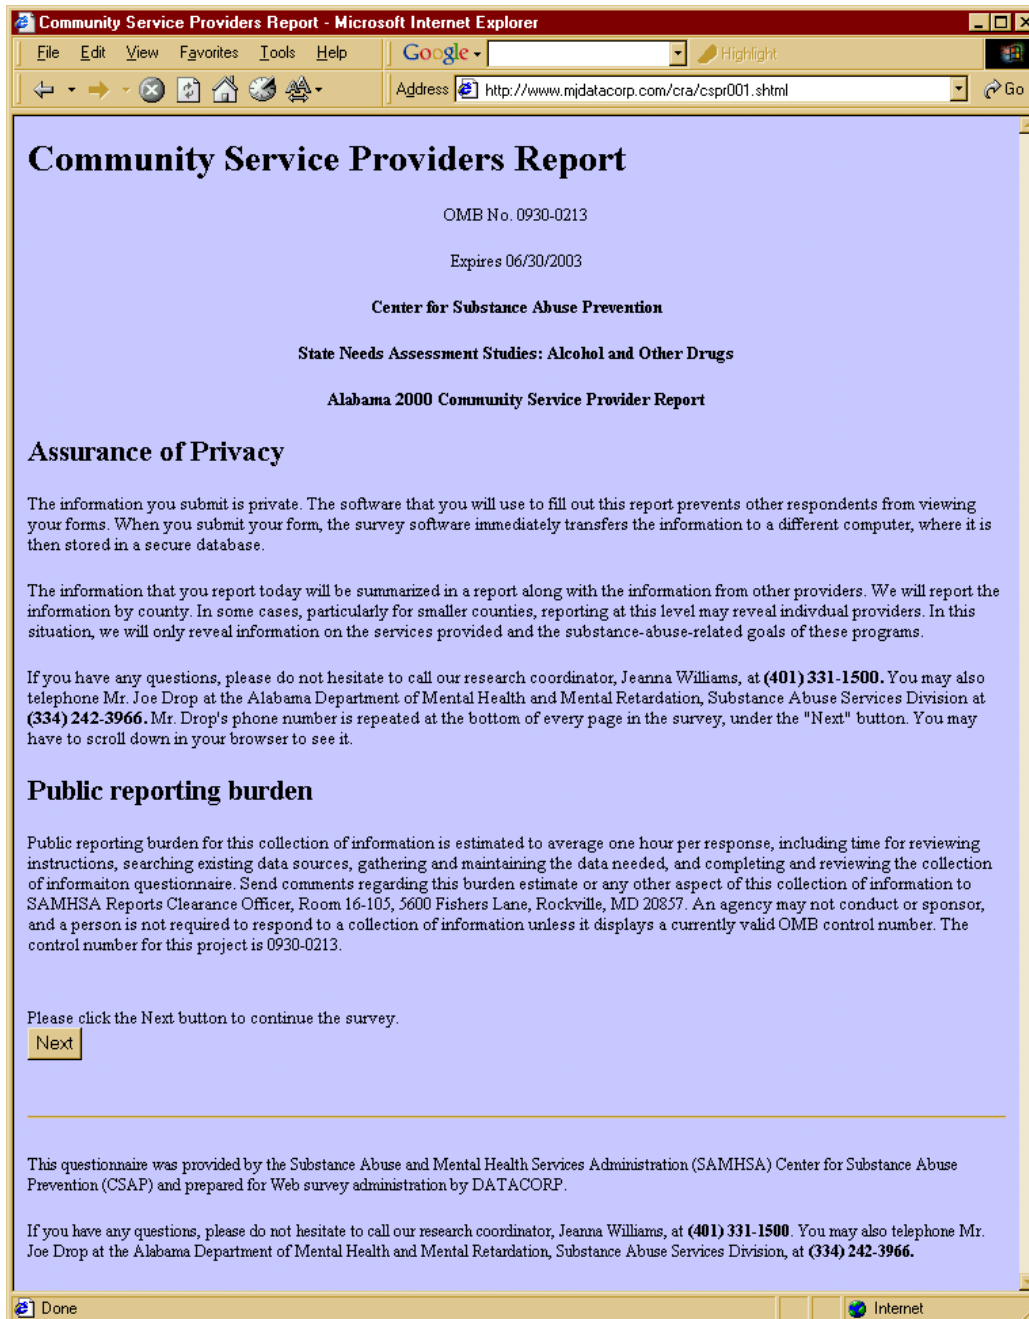 Community Service Providers Report - Microsoft Internet Explorer
File Edit View Favorites Tools Help Google Highlight
Address http://www.mjdatacorp.com/cra/cspr001.shtml Go
Community Service Providers Report
OMB No. 0930-0213
Expires 06/30/2003
Center for Substance Abuse Prevention
State Needs Assessment Studies: Alcohol and Other Drugs
Alabama 2000 Community Service Provider Report
Assurance of Privacy
The information you submit is private. The software that you will use to fill out this report prevents other respondents from viewing
your forms. When you submit your form, the survey software immediately transfers the information to a different computer, where it is
then stored in a secure database.
The information that you report today will be summarized in a report along with the information from other providers. We will report the
information by county. In some cases, particularly for smaller counties, reporting at this level may reveal indivdual providers. In this
situation, we will only reveal information on the services provided and the substance-abuse-related goals of these programs.
If you have any questions, please do not hesitate to call our research coordinator, Jeanna Williams, at (401) 331-1500. You may also
telephone Mr. Joe Drop at the Alabama Department of Mental Health and Mental Retardation, Substance Abuse Services Division at
(334) 242-3966. Mr. Drop's phone number is repeated at the bottom of every page in the survey, under the "Next" button. You may
have to scroll down in your browser to see it.
Public reporting burden
Public reporting burden for this collection of information is estimated to average one hour per response, including time for reviewing
instructions, searching existing data sources, gathering and maintaining the data needed, and completing and reviewing the collection
of informaiton questionnaire. Send comments regarding this burden estimate or any other aspect of this collection of information to
SAMHSA Reports Clearance Officer, Room 16-105, 5600 Fishers Lane, Rockville, MD 20857. An agency may not conduct or sponsor,
and a person is not required to respond to a collection of information unless it displays a currently valid OMB control number. The
control number for this project is 0930-0213.
Please click the Next button to continue the survey.
Next
This questionnaire was provided by the Substance Abuse and Mental Health Services Administration (SAMHSA) Center for Substance Abuse
Prevention (CSAP) and prepared for Web survey administration by DATACORP.
If you have any questions, please do not hesitate to call our research coordinator, Jeanna Williams, at (401) 331-1500. You may also telephone Mr.
Joe Drop at the Alabama Department of Mental Health and Mental Retardation, Substance Abuse Services Division, at (334) 242-3966.
Done Internet